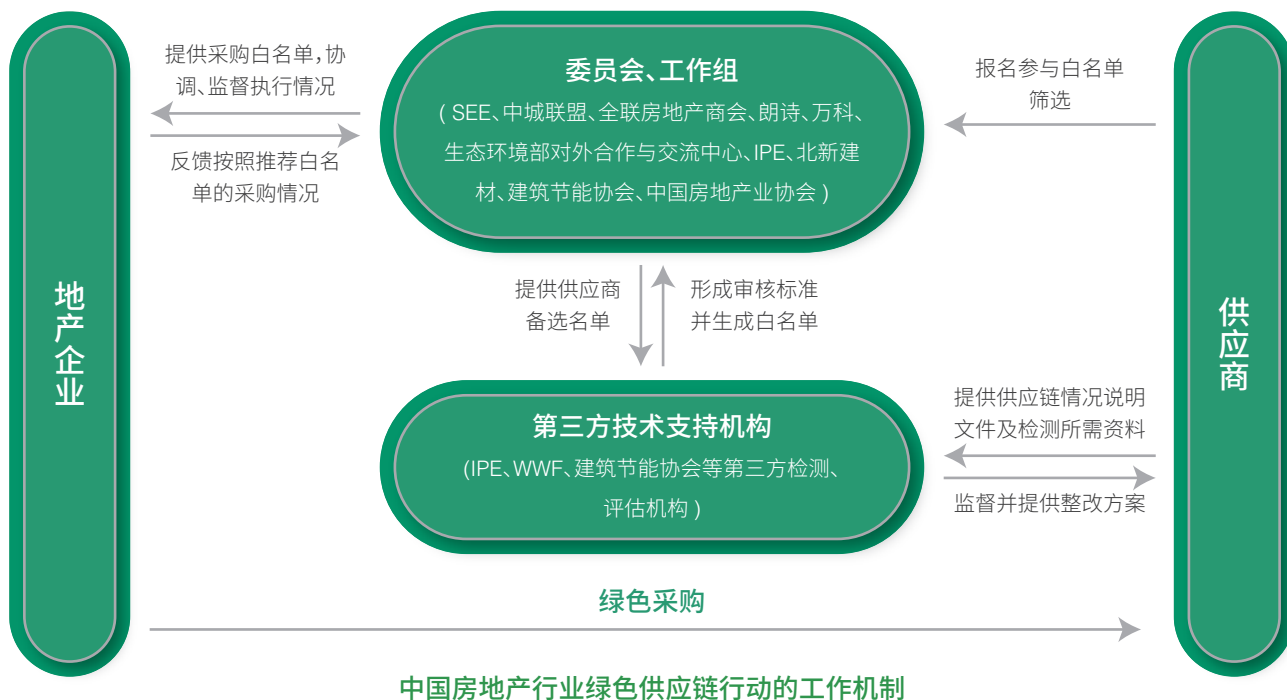 地产企业
提供采购白名单，协
调、监督执行情况
反馈按照推荐白名
单的采购情况
委员会、工作组
( SEE、中城联盟、全联房地产商会、朗诗、万科、
生态环境部对外合作与交流中心、IPE、北新建
材、建筑节能协会、中国房地产业协会 )
报名参与白名单
筛选
供应商
提供供应商
备选名单
形成审核标准
并生成白名单
第三方技术支持机构
(IPE、WWF、建筑节能协会等第三方检测、
评估机构 )
提供供应链情况说明
文件及检测所需资料
监督并提供整改方案
绿色采购
中国房地产行业绿色供应链行动的工作机制